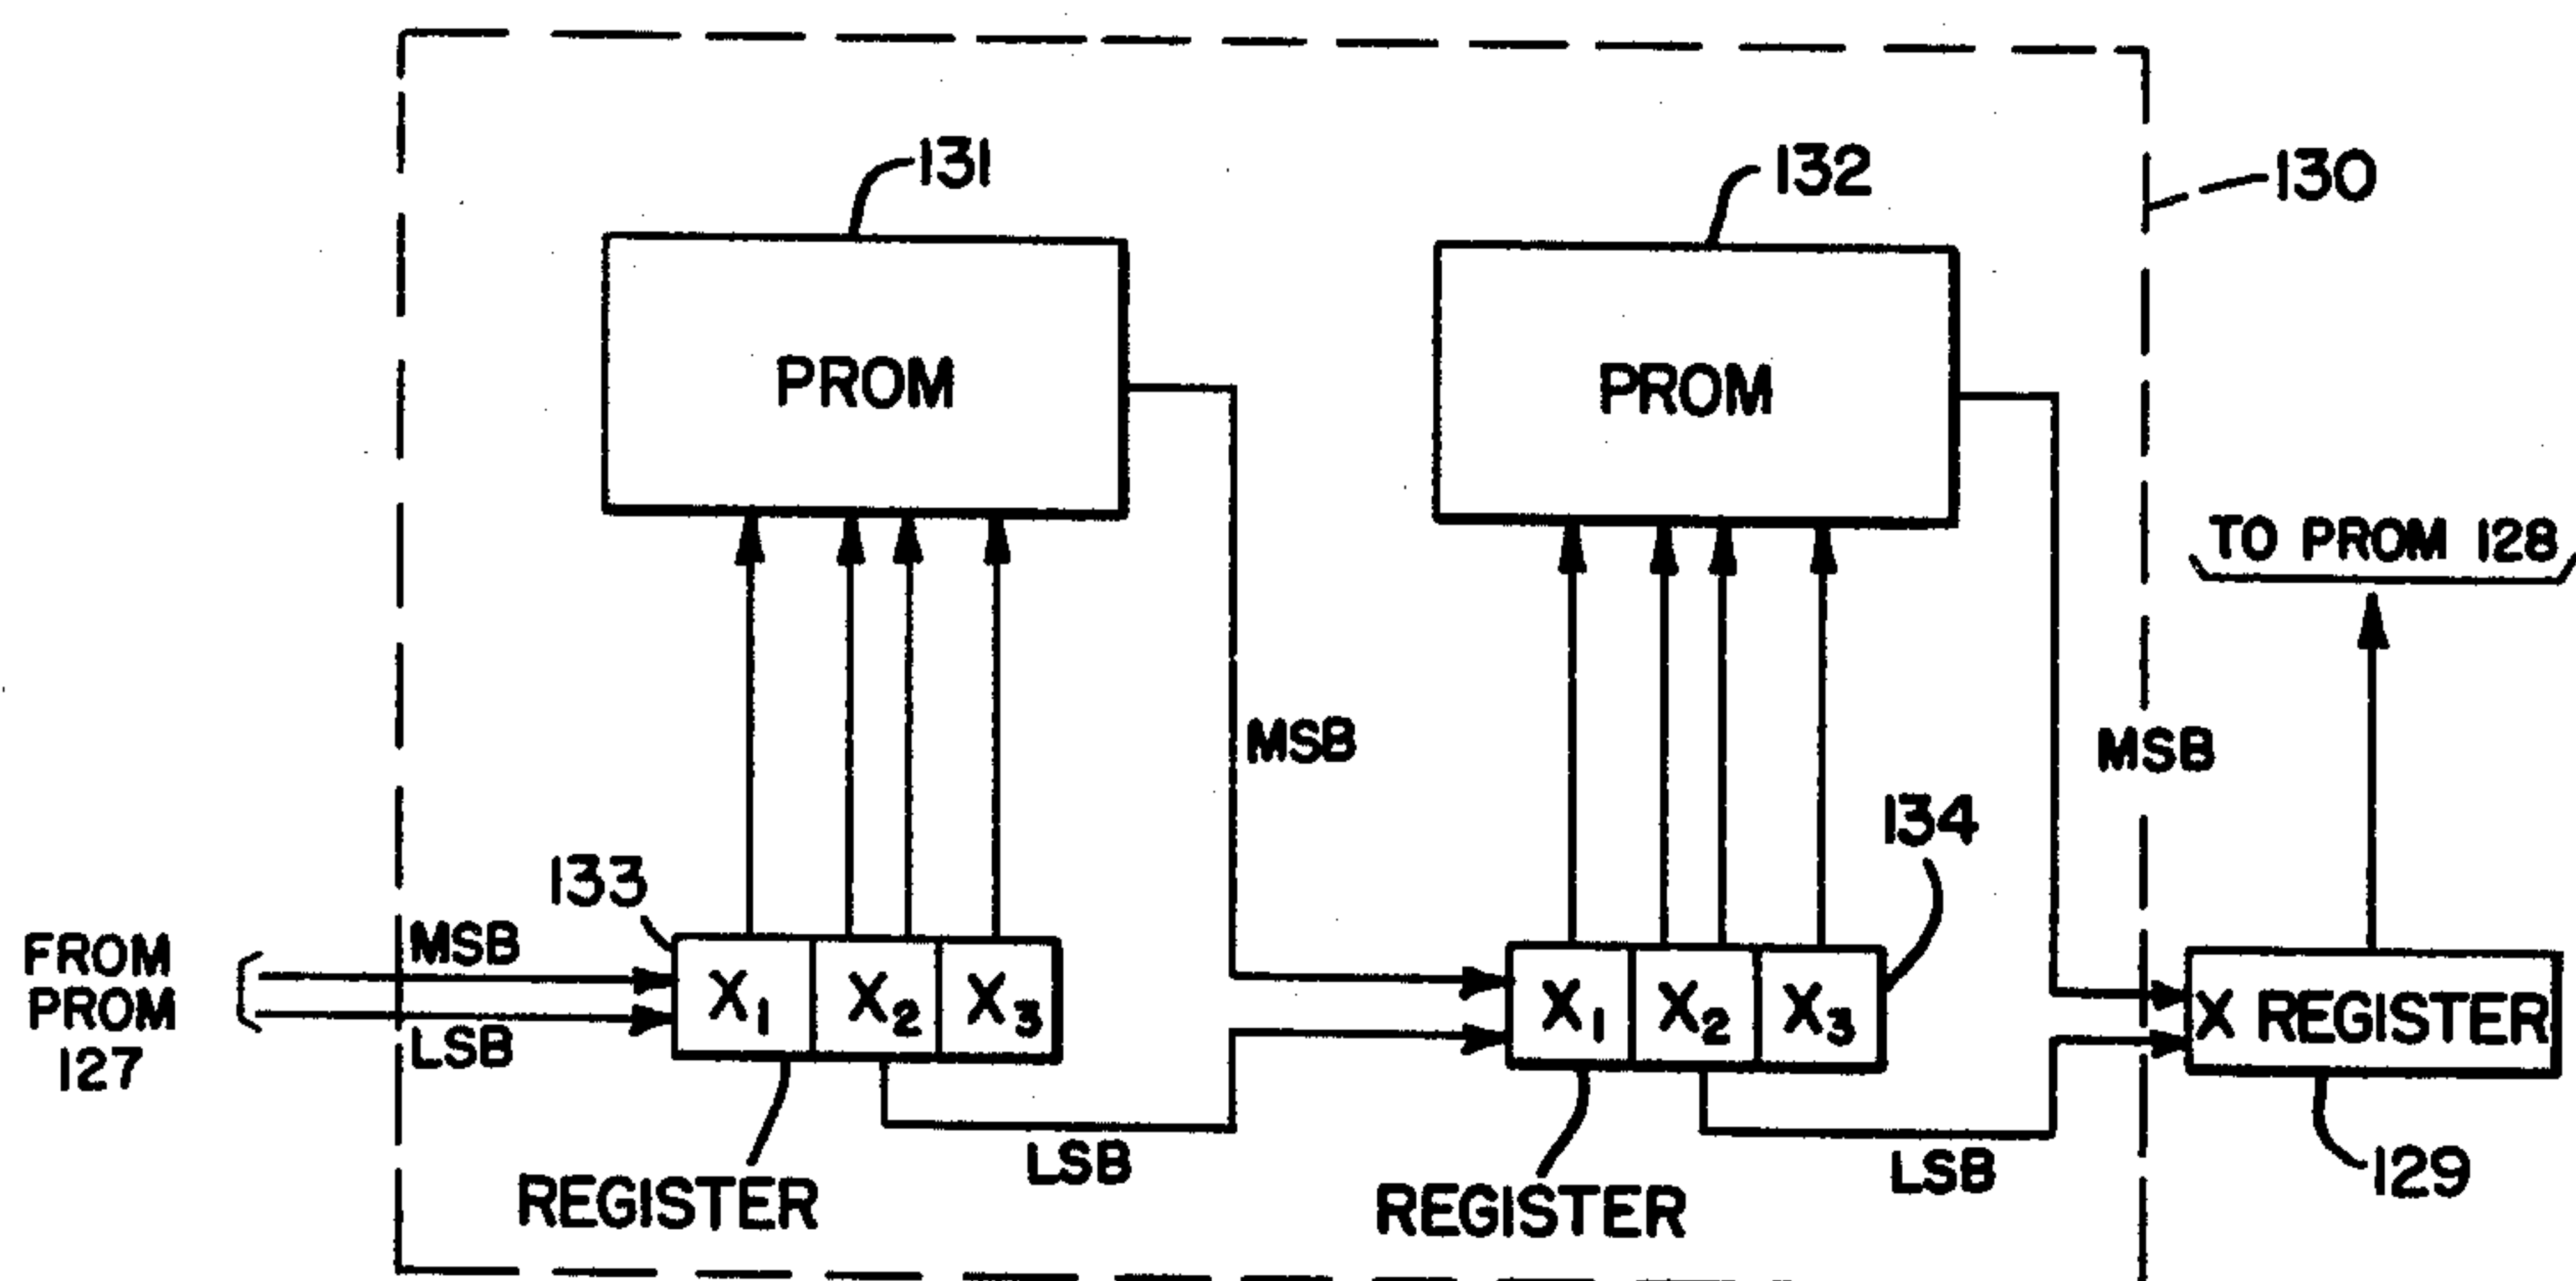 131
132
130
PROM
PROM
TO PROM 128
MSB
MSB
134
133
FROM
PROM
127
MSB
LSB
X₁ X₂ X₃
X₁ X₂ X₃
X REGISTER
LSB
LSB
129
REGISTER
REGISTER